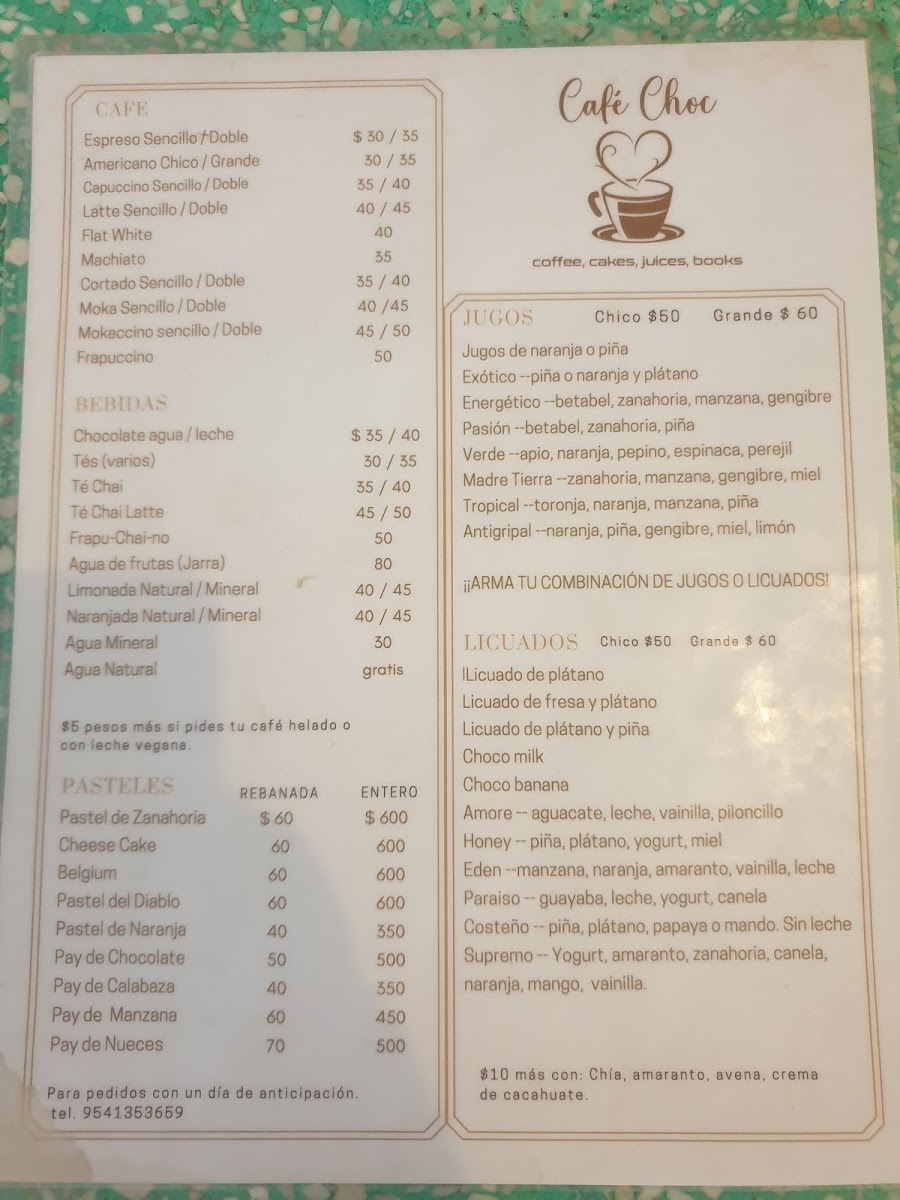 CAFE
Espreso Sencillo / Doble $ 30 / 35
Americano Chico / Grande 30 / 35
Capuccino Sencillo / Doble 35 / 40
Latte Sencillo / Doble 40 / 45
Flat White 40
Machiato 35
Cortado Sencillo / Doble 35 / 40
Moka Sencillo / Doble 40 /45
Mokaccino sencillo / Doble 45 / 50
Frapuccino 50
BEBIDAS
Chocolate agua / leche $ 35 / 40
Tés (varios) 30 / 35
Té Chai 35 / 40
Té Chai Latte 45 / 50
Frapu-Chai-no 50
Agua de frutas (Jarra) 80
Limonada Natural / Mineral 40 / 45
Naranjada Natural / Mineral 40 / 45
Agua Mineral 30
Agua Natural gratis
$5 pesos más si pides tu café helado o
con leche vegana.
PASTELES REBANADA ENTERO
Pastel de Zanahoria $ 60 $ 600
Cheese Cake 60 600
Belgium 60 600
Pastel del Diablo 60 600
Pastel de Naranja 40 350
Pay de Chocolate 50 500
Pay de Calabaza 40 350
Pay de Manzana 60 450
Pay de Nueces 70 500
Para pedidos con un día de anticipación.
tel. 9541353659
Café Choc
coffee, cakes, juices, books
JUGOS Chico $50 Grande $ 60
Jugos de naranja o piña
Exótico --piña o naranja y plátano
Energético --betabel, zanahoria, manzana, gengibre
Pasión --betabel, zanahoria, piña
Verde --apio, naranja, pepino, espinaca, perejil
Madre Tierra --zanahoria, manzana, gengibre, miel
Tropical --toronja, naranja, manzana, piña
Antigripal --naranja, piña, gengibre, miel, limón
¡¡ARMA TU COMBINACIÓN DE JUGOS O LICUADOS!
LICUADOS Chico $50 Grande $ 60
lLicuado de plátano
Licuado de fresa y plátano
Licuado de plátano y piña
Choco milk
Choco banana
Amore -- aguacate, leche, vainilla, piloncillo
Honey -- piña, plátano, yogurt, miel
Eden --manzana, naranja, amaranto, vainilla, leche
Paraiso -- guayaba, leche, yogurt, canela
Costeño -- piña, plátano, papaya o mando. Sin leche
Supremo -- Yogurt, amaranto, zanahoria, canela,
naranja, mango, vainilla.
$10 más con: Chía, amaranto, avena, crema
de cacahuate.